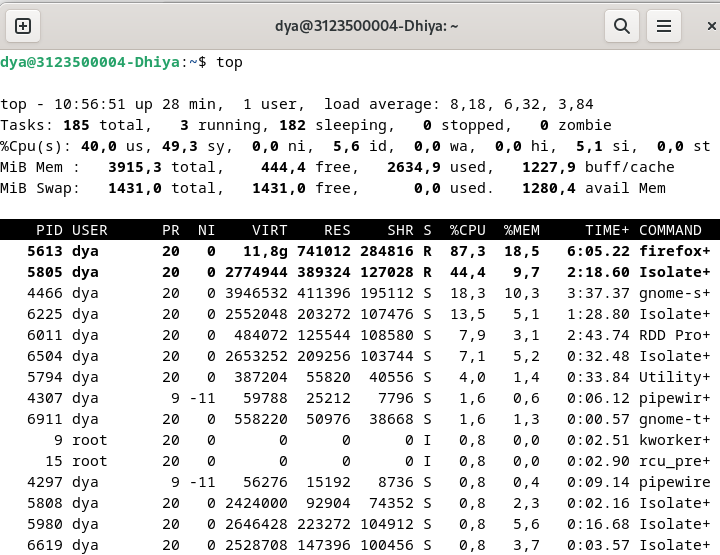 dya@3123500004-Dhiya: ~
dya@3123500004-Dhiya:~$ top
top - 10:56:51 up 28 min,  1 user,  load average: 8,18, 6,32, 3,84
Tasks: 185 total,   3 running, 182 sleeping,   0 stopped,   0 zombie
%Cpu(s): 40,0 us, 49,3 sy,  0,0 ni,  5,6 id,  0,0 wa,  0,0 hi,  5,1 si,  0,0 st
MiB Mem :   3915,3 total,    444,4 free,   2634,9 used,   1227,9 buff/cache
MiB Swap:   1431,0 total,   1431,0 free,      0,0 used.   1280,4 avail Mem
    PID USER      PR  NI    VIRT    RES    SHR S  %CPU  %MEM     TIME+ COMMAND
   5613 dya       20   0   11,8g 741012 284816 R  87,3  18,5   6:05.22 firefox+
   5805 dya       20   0 2774944 389324 127028 R  44,4   9,7   2:18.60 Isolate+
   4466 dya       20   0 3946532 411396 195112 S  18,3  10,3   3:37.37 gnome-s+
   6225 dya       20   0 2552048 203272 107476 S  13,5   5,1   1:28.80 Isolate+
   6011 dya       20   0  484072 125544 108580 S   7,9   3,1   2:43.74 RDD Pro+
   6504 dya       20   0 2653252 209256 103744 S   7,1   5,2   0:32.48 Isolate+
   5794 dya       20   0  387204  55820  40556 S   4,0   1,4   0:33.84 Utility+
   4307 dya        9 -11   59788  25212   7796 S   1,6   0,6   0:06.12 pipewir+
   6911 dya       20   0  558220  50976  38668 S   1,6   1,3   0:00.57 gnome-t+
      9 root      20   0       0      0      0 I   0,8   0,0   0:02.51 kworker+
     15 root      20   0       0      0      0 I   0,8   0,0   0:02.90 rcu_pre+
   4297 dya        9 -11   56276  15192   8736 S   0,8   0,4   0:09.14 pipewire
   5808 dya       20   0 2424000  92904  74352 S   0,8   2,3   0:02.16 Isolate+
   5980 dya       20   0 2646428 223272 104912 S   0,8   5,6   0:16.68 Isolate+
   6619 dya       20   0 2528708 147396 100456 S   0,8   3,7   0:03.57 Isolate+